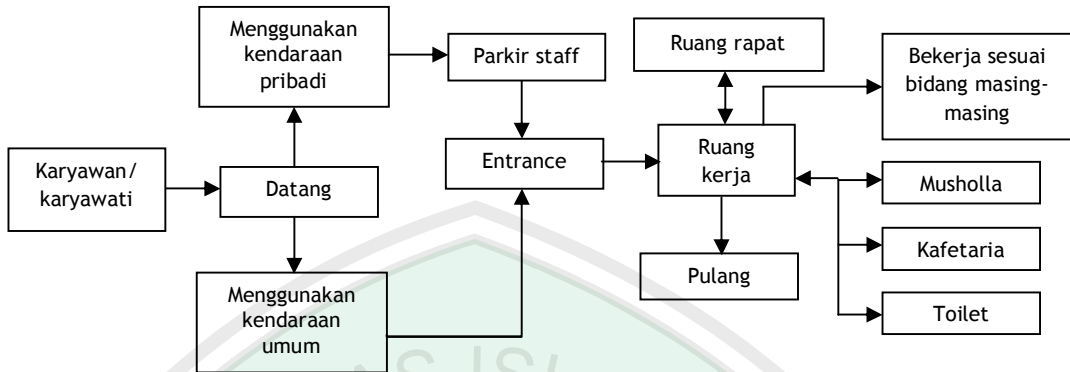 Karyawan/
karyawati
Datang
Menggunakan
kendaraan
pribadi
Menggunakan
kendaraan
umum
Parkir staff
Entrance
Ruang rapat
Ruang
kerja
Pulang
Bekerja sesuai
bidang masing-
masing
Musholla
Kafetaria
Toilet